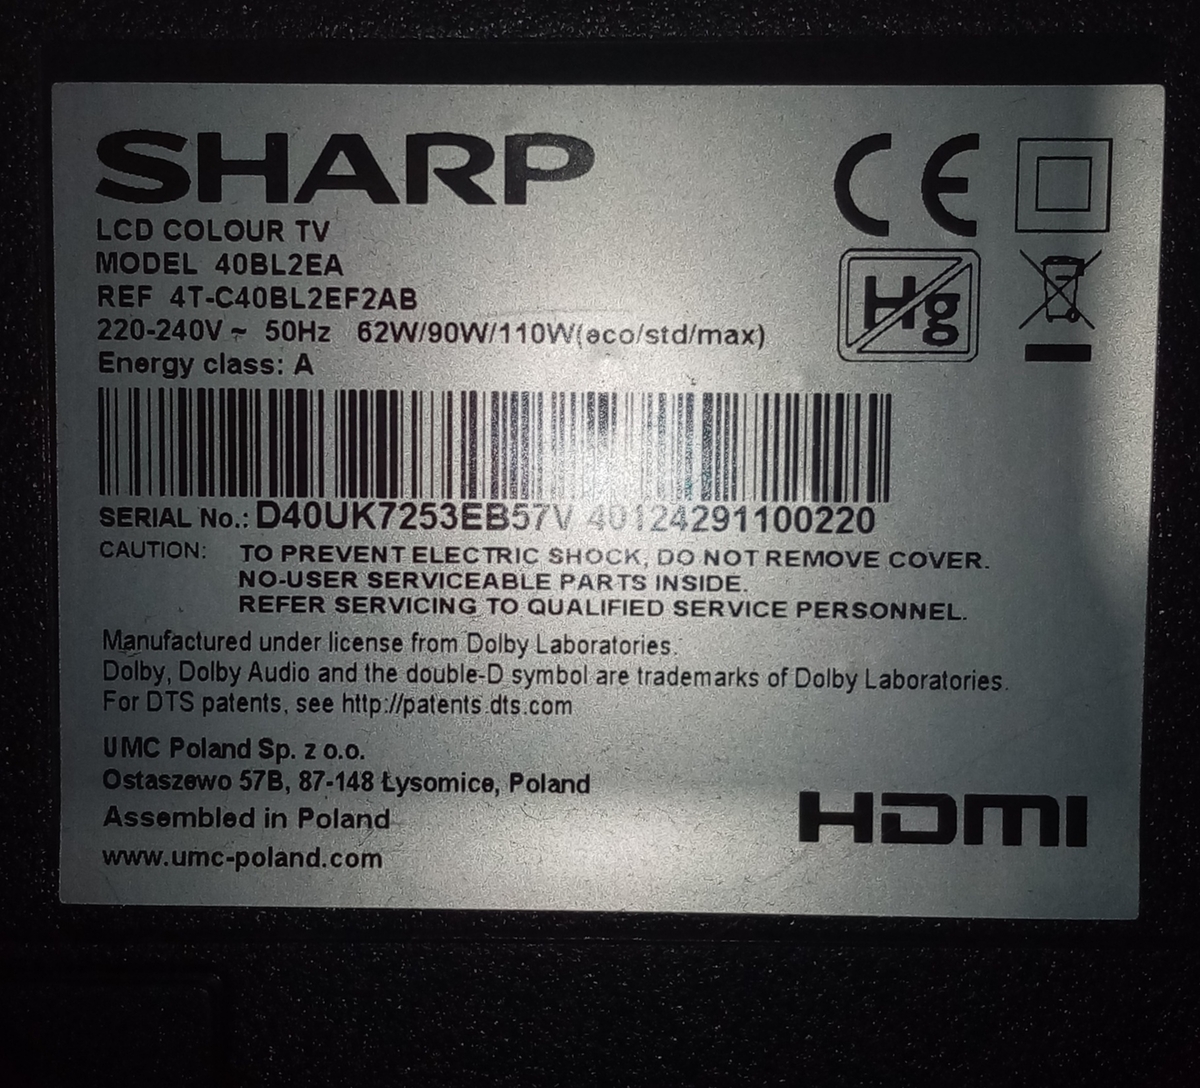 SHARP
CE
LCD COLOUR TV
MODEL 40BL2EA
REF 4T-C40BL2EF2AB
Hg
220-240V ~ 50Hz 62W/90W/110W(eco/std/max)
Energy class: A
SERIAL No.: D40UK7253EB57V 40124291100220
CAUTION: TO PREVENT ELECTRIC SHOCK, DO NOT REMOVE COVER.
NO-USER SERVICEABLE PARTS INSIDE.
REFER SERVICING TO QUALIFIED SERVICE PERSONNEL.
Manufactured under license from Dolby Laboratories.
Dolby, Dolby Audio and the double-D symbol are trademarks of Dolby Laboratories.
For DTS patents, see http://patents.dts.com
UMC Poland Sp. z o.o.
Ostaszewo 57B, 87-148 Łysomice, Poland
Assembled in Poland
HDMI
www.umc-poland.com